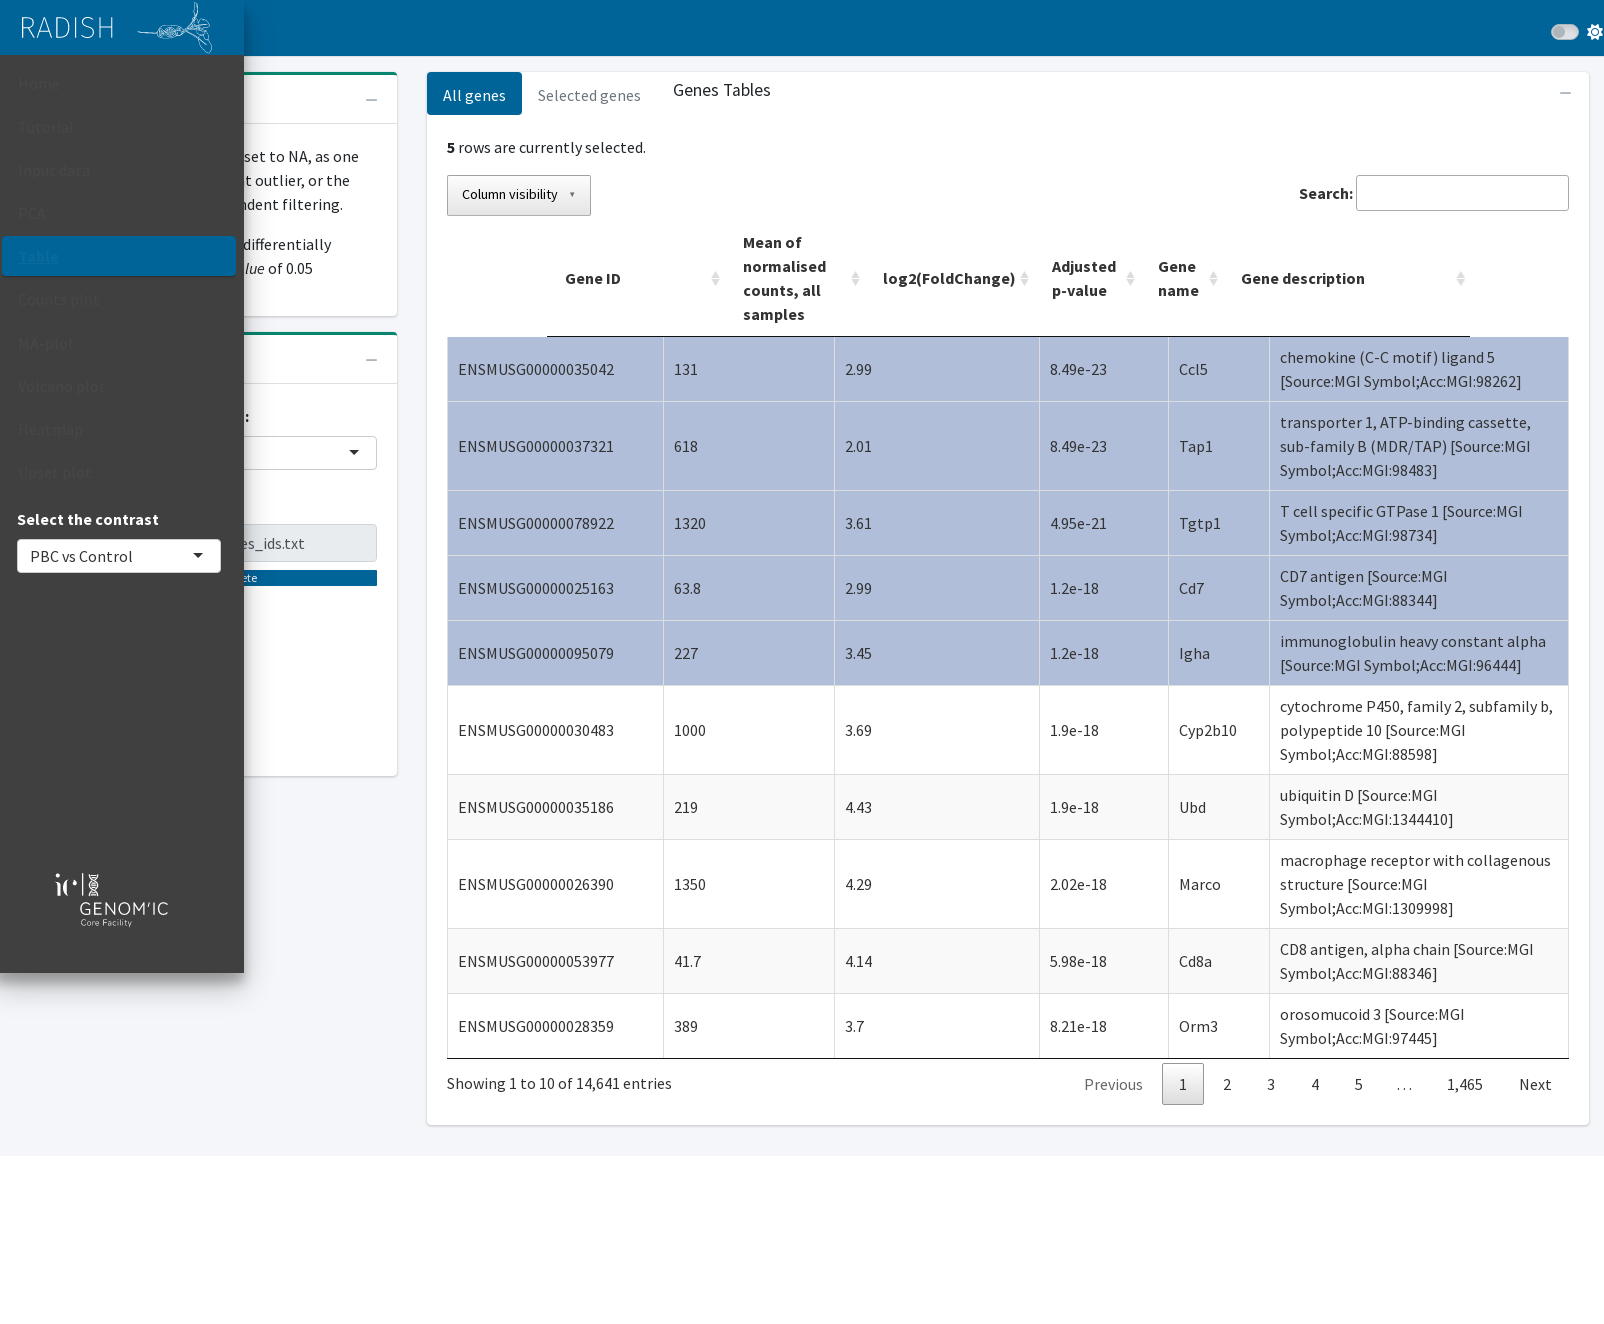 RADISH
Home
Tutorial
Input data
PCA
Table
Counts plot
MA-plot
Volcano plot
Heatmap
Upset plot
Select the contrast
PBC vs Control
GENOM'IC
Core Facility
set to NA, as one
outlier, or the
filtering.
differentially
of 0.05
:
All genes
Selected genes
Genes Tables
5 rows are currently selected.
Column visibility
Search:
Gene ID
Mean of normalised counts, all samples
log2(FoldChange)
Adjusted p-value
Gene name
Gene description
ENSMUSG00000035042 131 2.99 8.49e-23 Ccl5 chemokine (C-C motif) ligand 5
[Source:MGI Symbol;Acc:MGI:98262]
ENSMUSG00000037321 618 2.01 8.49e-23 Tap1 transporter 1, ATP-binding cassette,
sub-family B (MDR/TAP) [Source:MGI
Symbol;Acc:MGI:98483]
ENSMUSG00000078922 1320 3.61 4.95e-21 Tgtp1 T cell specific GTPase 1 [Source:MGI
Symbol;Acc:MGI:98734]
ENSMUSG00000025163 63.8 2.99 1.2e-18 Cd7 CD7 antigen [Source:MGI
Symbol;Acc:MGI:88344]
ENSMUSG00000095079 227 3.45 1.2e-18 Igha immunoglobulin heavy constant alpha
[Source:MGI Symbol;Acc:MGI:96444]
ENSMUSG00000030483 1000 3.69 1.9e-18 Cyp2b10 cytochrome P450, family 2, subfamily b,
polypeptide 10 [Source:MGI
Symbol;Acc:MGI:88598]
ENSMUSG00000035186 219 4.43 1.9e-18 Ubd ubiquitin D [Source:MGI
Symbol;Acc:MGI:1344410]
ENSMUSG00000026390 1350 4.29 2.02e-18 Marco macrophage receptor with collagenous
structure [Source:MGI
Symbol;Acc:MGI:1309998]
ENSMUSG00000053977 41.7 4.14 5.98e-18 Cd8a CD8 antigen, alpha chain [Source:MGI
Symbol;Acc:MGI:88346]
ENSMUSG00000028359 389 3.7 8.21e-18 Orm3 orosomucoid 3 [Source:MGI
Symbol;Acc:MGI:97445]
Showing 1 to 10 of 14,641 entries
Previous 1 2 3 4 5 … 1,465 Next